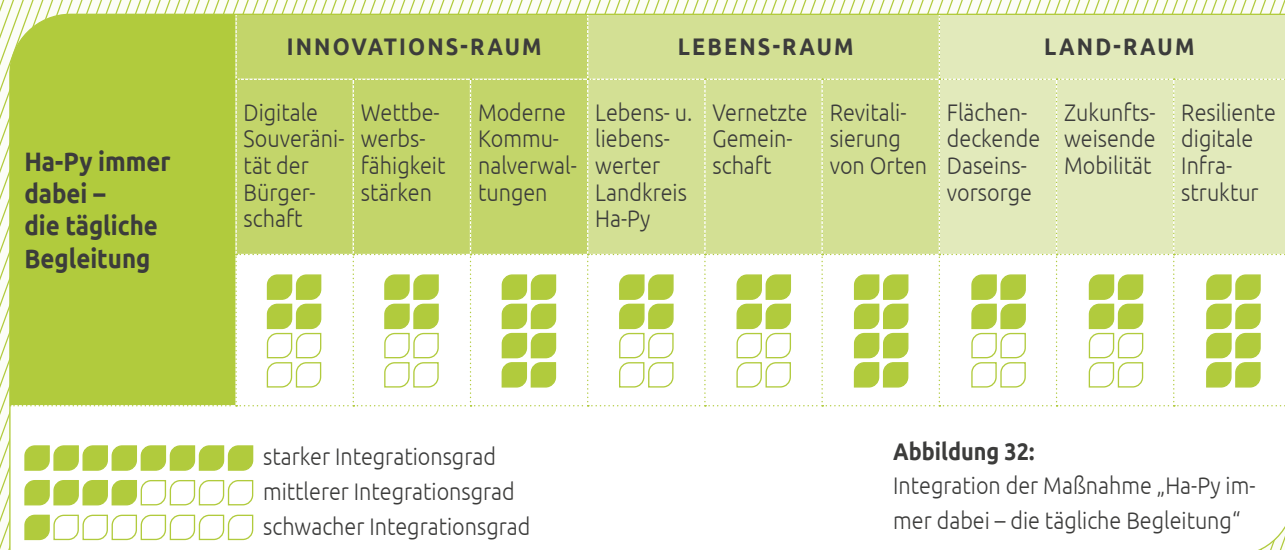 INNOVATIONS-RAUM
LEBENS-RAUM
LAND-RAUM
Ha-Py immer
dabei –
die tägliche
Begleitung
Digitale
Souveräni-
tät der
Bürger-
schaft
Wettbe-
werbs-
fähigkeit
stärken
Moderne
Kommu-
nalverwal-
tungen
Lebens- u.
liebens-
werter
Landkreis
Ha-Py
Vernetzte
Gemein-
schaft
Revitali-
sierung
von Orten
Flächen-
deckende
Daseins-
vorsorge
Zukunfts-
weisende
Mobilität
Resiliente
digitale
Infra-
struktur
starker Integrationsgrad
mittlerer Integrationsgrad
schwacher Integrationsgrad
Abbildung 32:
Integration der Maßnahme „Ha-Py im-
mer dabei – die tägliche Begleitung“